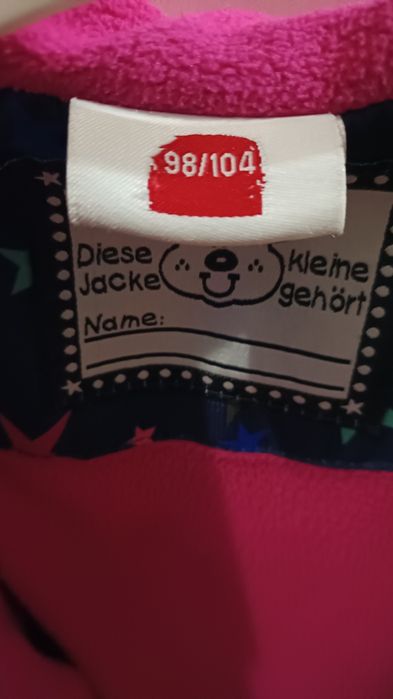 98/104
Diese kleine
Jacke gehört
Name: